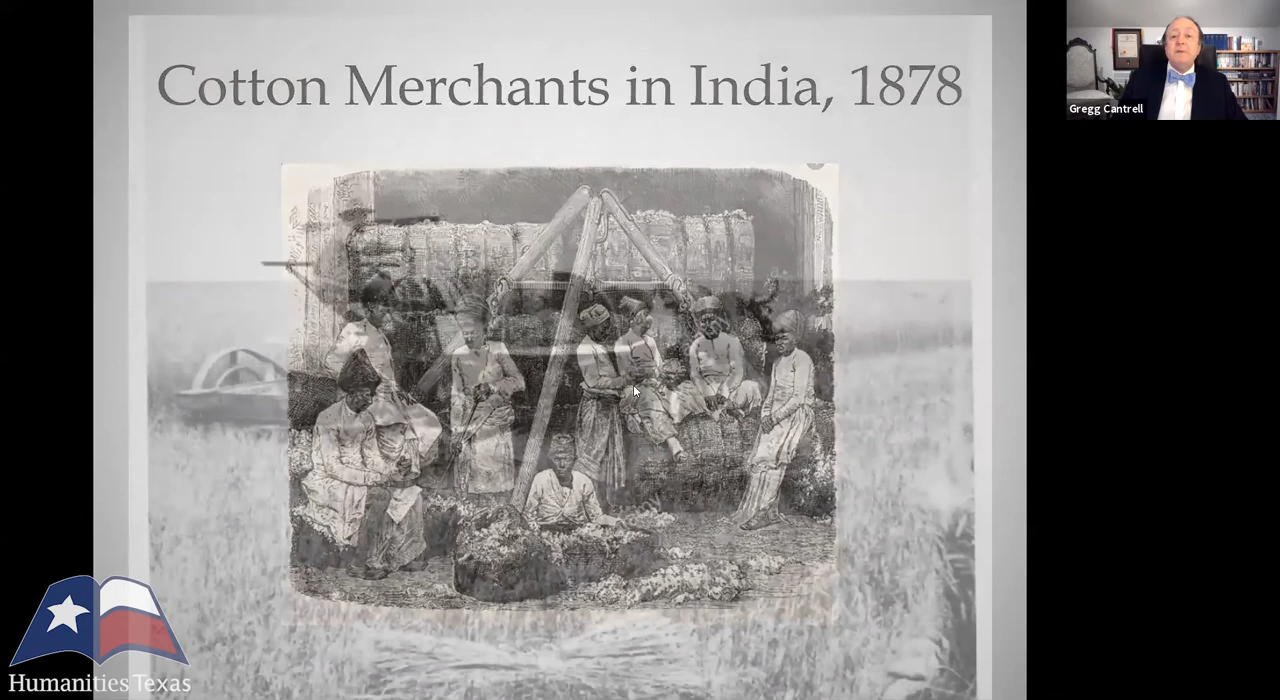 Cotton Merchants in India, 1878
Gregg Cantrell
Humanities Texas